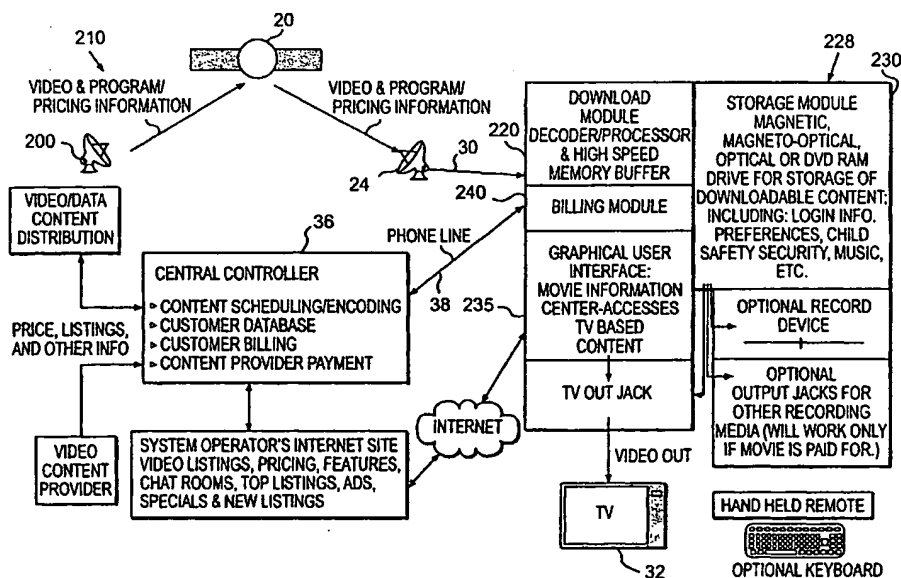 210
20
VIDEO & PROGRAM/
PRICING INFORMATION
VIDEO & PROGRAM/
PRICING INFORMATION
200
24
30
VIDEO/DATA
CONTENT
DISTRIBUTION
36
CENTRAL CONTROLLER
CONTENT SCHEDULING/ENCODING
CUSTOMER DATABASE
CUSTOMER BILLING
CONTENT PROVIDER PAYMENT
PRICE, LISTINGS,
AND OTHER INFO
VIDEO
CONTENT
PROVIDER
SYSTEM OPERATOR'S INTERNET SITE
VIDEO LISTINGS, PRICING, FEATURES,
CHAT ROOMS, TOP LISTINGS, ADS,
SPECIALS & NEW LISTINGS
PHONE LINE
38
INTERNET
220
DOWNLOAD
MODULE
DECODER/PROCESSOR
& HIGH SPEED
MEMORY BUFFER
240
BILLING MODULE
235
GRAPHICAL USER
INTERFACE:
MOVIE INFORMATION
CENTER-ACCESSES
TV BASED
CONTENT
TV OUT JACK
VIDEO OUT
TV
32
228
230
STORAGE MODULE
MAGNETIC,
MAGNETO-OPTICAL,
OPTICAL OR DVD RAM
DRIVE FOR STORAGE OF
DOWNLOADABLE CONTENT:
INCLUDING: LOGIN INFO.
PREFERENCES, CHILD
SAFETY SECURITY, MUSIC,
ETC.
OPTIONAL RECORD
DEVICE
OPTIONAL
OUTPUT JACKS FOR
OTHER RECORDING
MEDIA (WILL WORK ONLY
IF MOVIE IS PAID FOR.)
HAND HELD REMOTE
OPTIONAL KEYBOARD